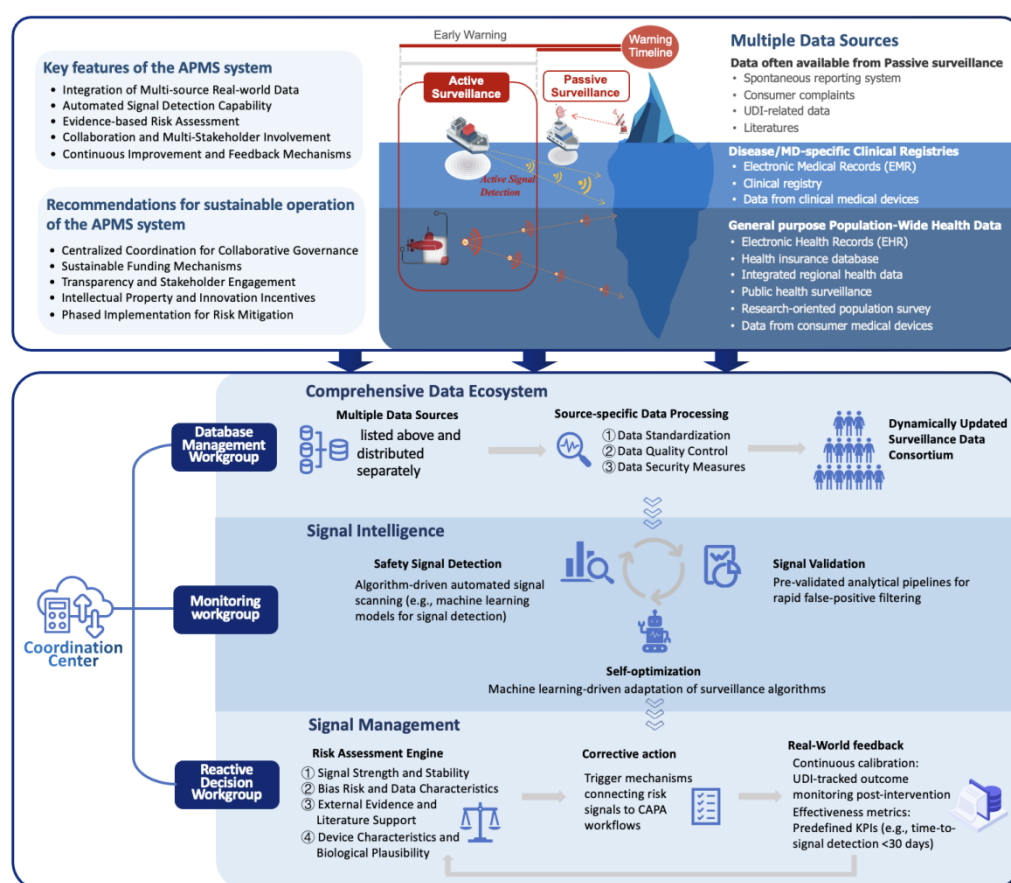 Key features of the APMS system
• Integration of Multi-source Real-world Data
• Automated Signal Detection Capability
• Evidence-based Risk Assessment
• Collaboration and Multi-Stakeholder Involvement
• Continuous Improvement and Feedback Mechanisms
Recommendations for sustainable operation
of the APMS system
• Centralized Coordination for Collaborative Governance
• Sustainable Funding Mechanisms
• Transparency and Stakeholder Engagement
• Intellectual Property and Innovation Incentives
• Phased Implementation for Risk Mitigation
Early Warning
Warning
Timeline
Active
Surveillance
Passive
Surveillance
Active Signal
Detection
Multiple Data Sources
Data often available from Passive surveillance
• Spontaneous reporting system
• Consumer complaints
• UDI-related data
• Literatures
Disease/MD-specific Clinical Registries
• Electronic Medical Records (EMR)
• Clinical registry
• Data from clinical medical devices
General purpose Population-Wide Health Data
• Electronic Health Records (EHR)
• Health insurance database
• Integrated regional health data
• Public health surveillance
• Research-oriented population survey
• Data from consumer medical devices
Coordination
Center
Database
Management
Workgroup
Comprehensive Data Ecosystem
Multiple Data Sources
listed above and
distributed
separately
Source-specific Data Processing
① Data Standardization
② Data Quality Control
③ Data Security Measures
Dynamically Updated
Surveillance Data
Consortium
Monitoring
workgroup
Signal Intelligence
Safety Signal Detection
Algorithm-driven automated signal
scanning (e.g., machine learning
models for signal detection)
Signal Validation
Pre-validated analytical pipelines for
rapid false-positive filtering
Self-optimization
Machine learning-driven adaptation of surveillance algorithms
Reactive
Decision
Workgroup
Signal Management
Risk Assessment Engine
① Signal Strength and Stability
② Bias Risk and Data Characteristics
③ External Evidence and
Literature Support
④ Device Characteristics and
Biological Plausibility
Corrective action
Trigger mechanisms
connecting risk
signals to CAPA
workflows
Real-World feedback
Continuous calibration:
UDI-tracked outcome
monitoring post-intervention
Effectiveness metrics:
Predefined KPIs (e.g., time-to-
signal detection <30 days)